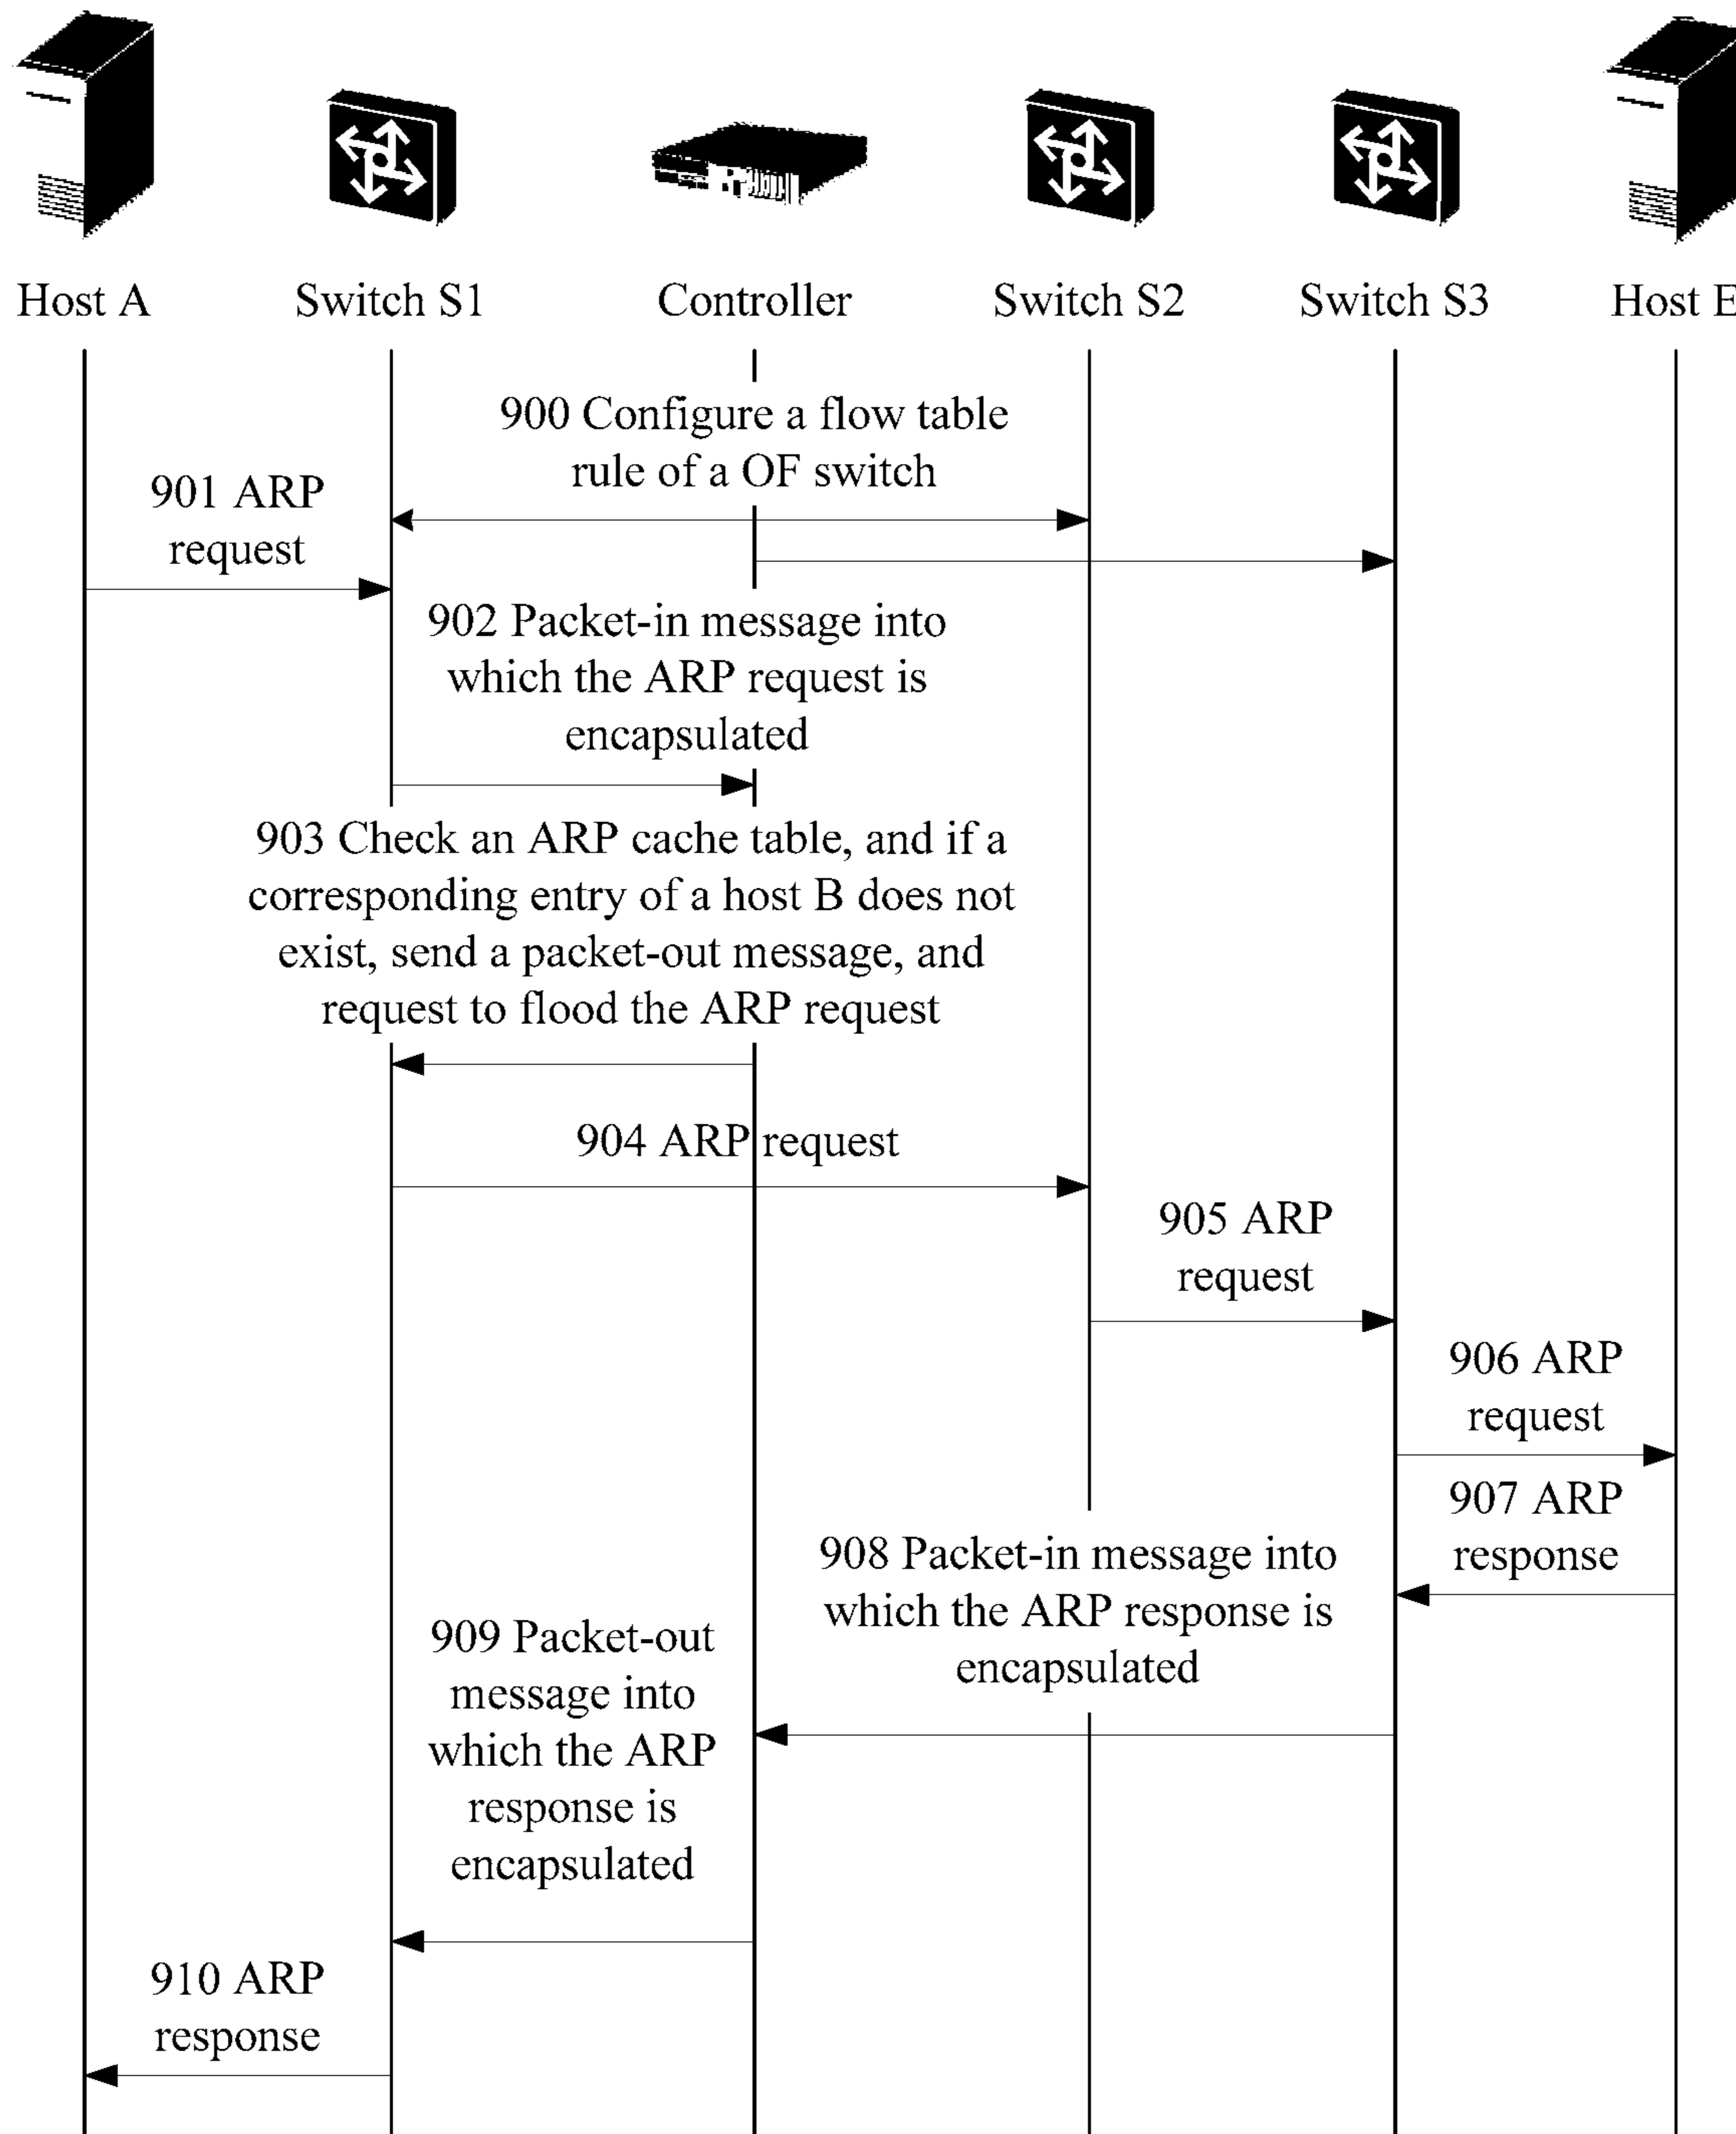 Host A
Switch S1
Controller
Switch S2
Switch S3
Host
900 Configure a flow table
rule of a OF switch
901 ARP
request
902 Packet-in message into
which the ARP request is
encapsulated
903 Check an ARP cache table, and if a
corresponding entry of a host B does not
exist, send a packet-out message, and
request to flood the ARP request
904 ARP request
905 ARP
request
906 ARP
request
907 ARP
response
908 Packet-in message into
which the ARP response is
encapsulated
909 Packet-out
message into
which the ARP
response is
encapsulated
910 ARP
response